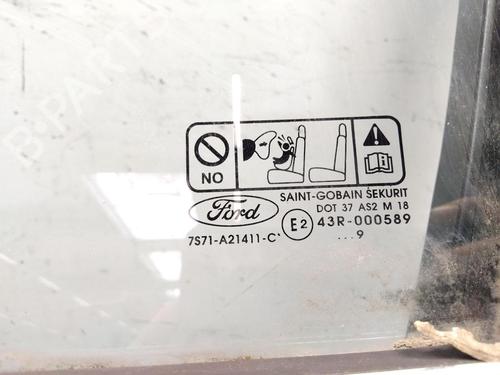 NO
SAINT-GOBAIN SEKURIT
Ford
DOT 37 AS2 M 18
E2
43R-000589
7S71-A21411-C*
...9